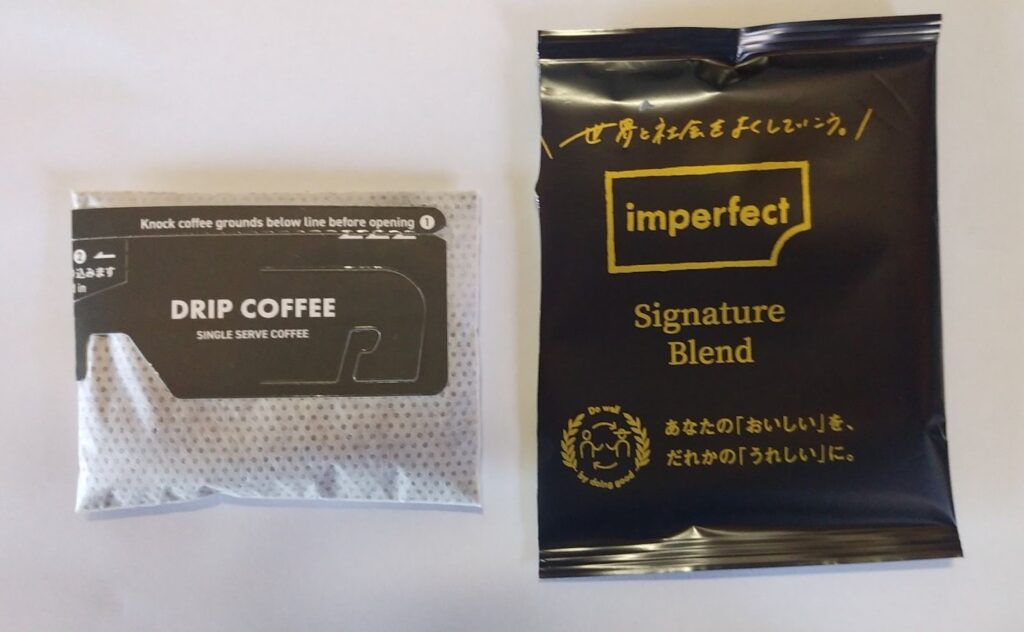 Knock coffee grounds below line before opening ①
②
込みます
in
DRIP COFFEE
SINGLE SERVE COFFEE
世界と社会をよくしていこう。
imperfect
Signature
Blend
Do well
by doing good
あなたの「おいしい」を、
だれかの「うれしい」に。